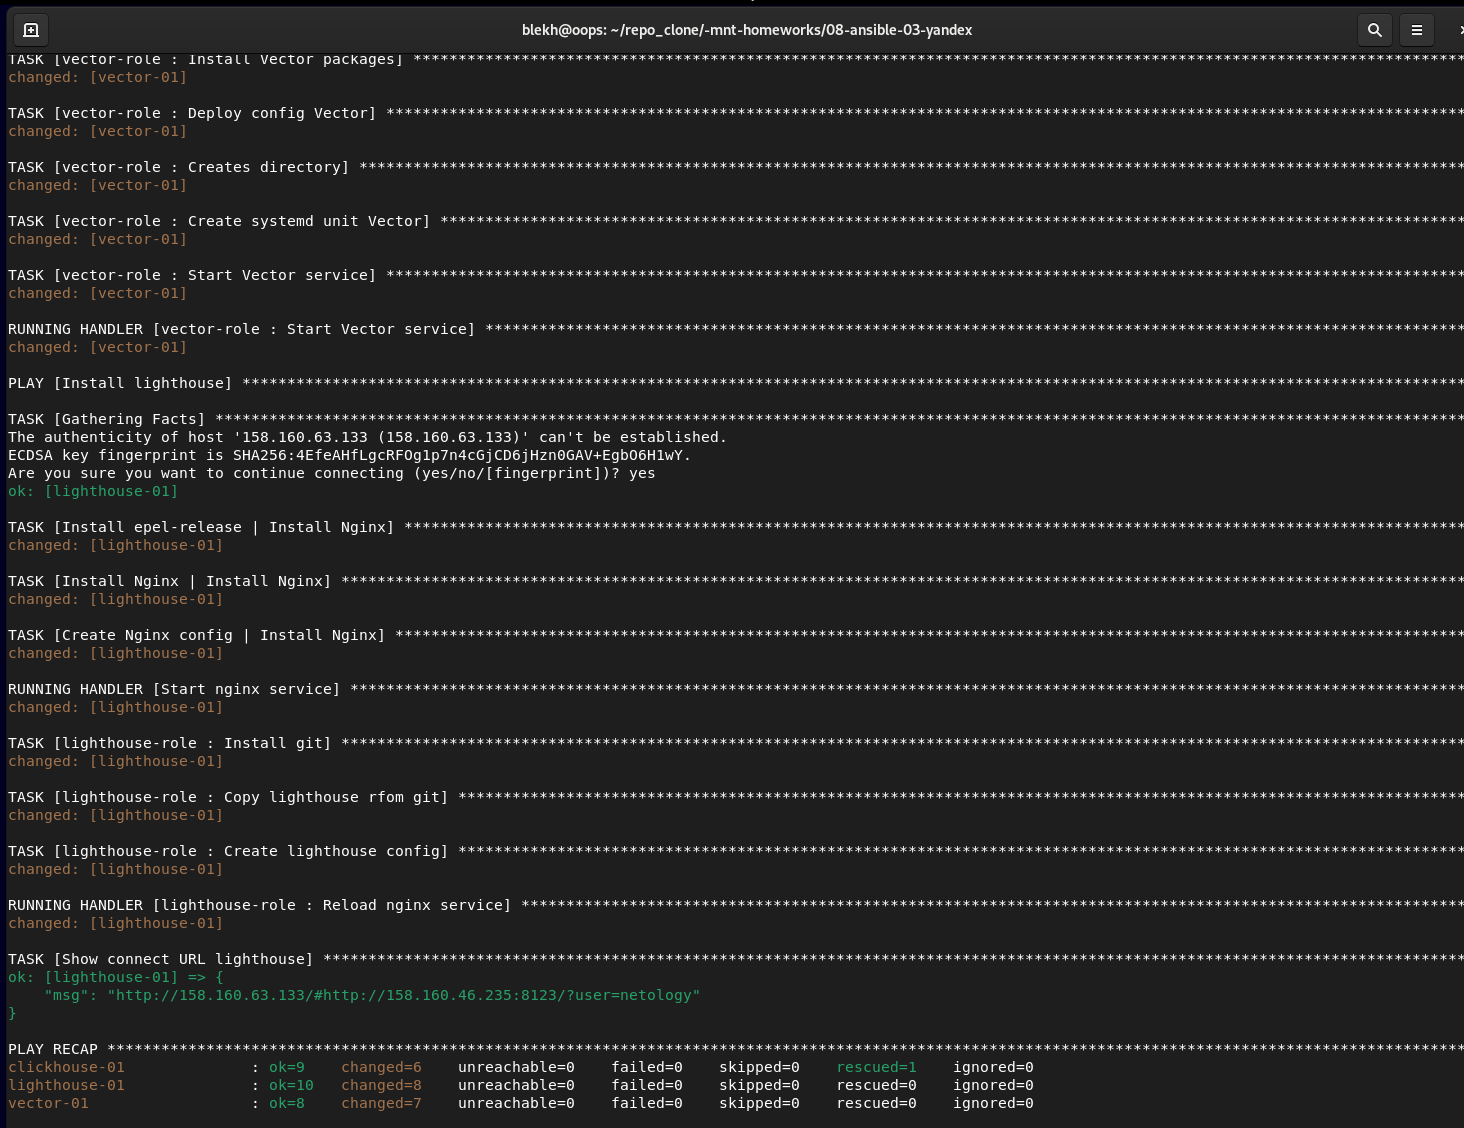 blekh@oops: ~/repo_clone/-mnt-homeworks/08-ansible-03-yandex
TASK [vector-role : Install Vector packages] *********************************************************************************************************************
changed: [vector-01]
TASK [vector-role : Deploy config Vector] ************************************************************************************************************************
changed: [vector-01]
TASK [vector-role : Creates directory] ***************************************************************************************************************************
changed: [vector-01]
TASK [vector-role : Create systemd unit Vector] ******************************************************************************************************************
changed: [vector-01]
TASK [vector-role : Start Vector service] ************************************************************************************************************************
changed: [vector-01]
RUNNING HANDLER [vector-role : Start Vector service] *************************************************************************************************************
changed: [vector-01]
PLAY [Install lighthouse] ****************************************************************************************************************************************
TASK [Gathering Facts] *******************************************************************************************************************************************
The authenticity of host '158.160.63.133 (158.160.63.133)' can't be established.
ECDSA key fingerprint is SHA256:4EfeAHfLgcRFOg1p7n4cGjCD6jHzn0GAV+EgbO6H1wY.
Are you sure you want to continue connecting (yes/no/[fingerprint])? yes
ok: [lighthouse-01]
TASK [Install epel-release | Install Nginx] **********************************************************************************************************************
changed: [lighthouse-01]
TASK [Install Nginx | Install Nginx] *****************************************************************************************************************************
changed: [lighthouse-01]
TASK [Create Nginx config | Install Nginx] ***********************************************************************************************************************
changed: [lighthouse-01]
RUNNING HANDLER [Start nginx service] ****************************************************************************************************************************
changed: [lighthouse-01]
TASK [lighthouse-role : Install git] *****************************************************************************************************************************
changed: [lighthouse-01]
TASK [lighthouse-role : Copy lighthouse rfom git] ****************************************************************************************************************
changed: [lighthouse-01]
TASK [lighthouse-role : Create lighthouse config] ****************************************************************************************************************
changed: [lighthouse-01]
RUNNING HANDLER [lighthouse-role : Reload nginx service] *********************************************************************************************************
changed: [lighthouse-01]
TASK [Show connect URL lighthouse] *******************************************************************************************************************************
ok: [lighthouse-01] => {
"msg": "http://158.160.63.133/#http://158.160.46.235:8123/?user=netology"
}
PLAY RECAP *******************************************************************************************************************************************************
clickhouse-01 : ok=9 changed=6 unreachable=0 failed=0 skipped=0 rescued=1 ignored=0
lighthouse-01 : ok=10 changed=8 unreachable=0 failed=0 skipped=0 rescued=0 ignored=0
vector-01 : ok=8 changed=7 unreachable=0 failed=0 skipped=0 rescued=0 ignored=0